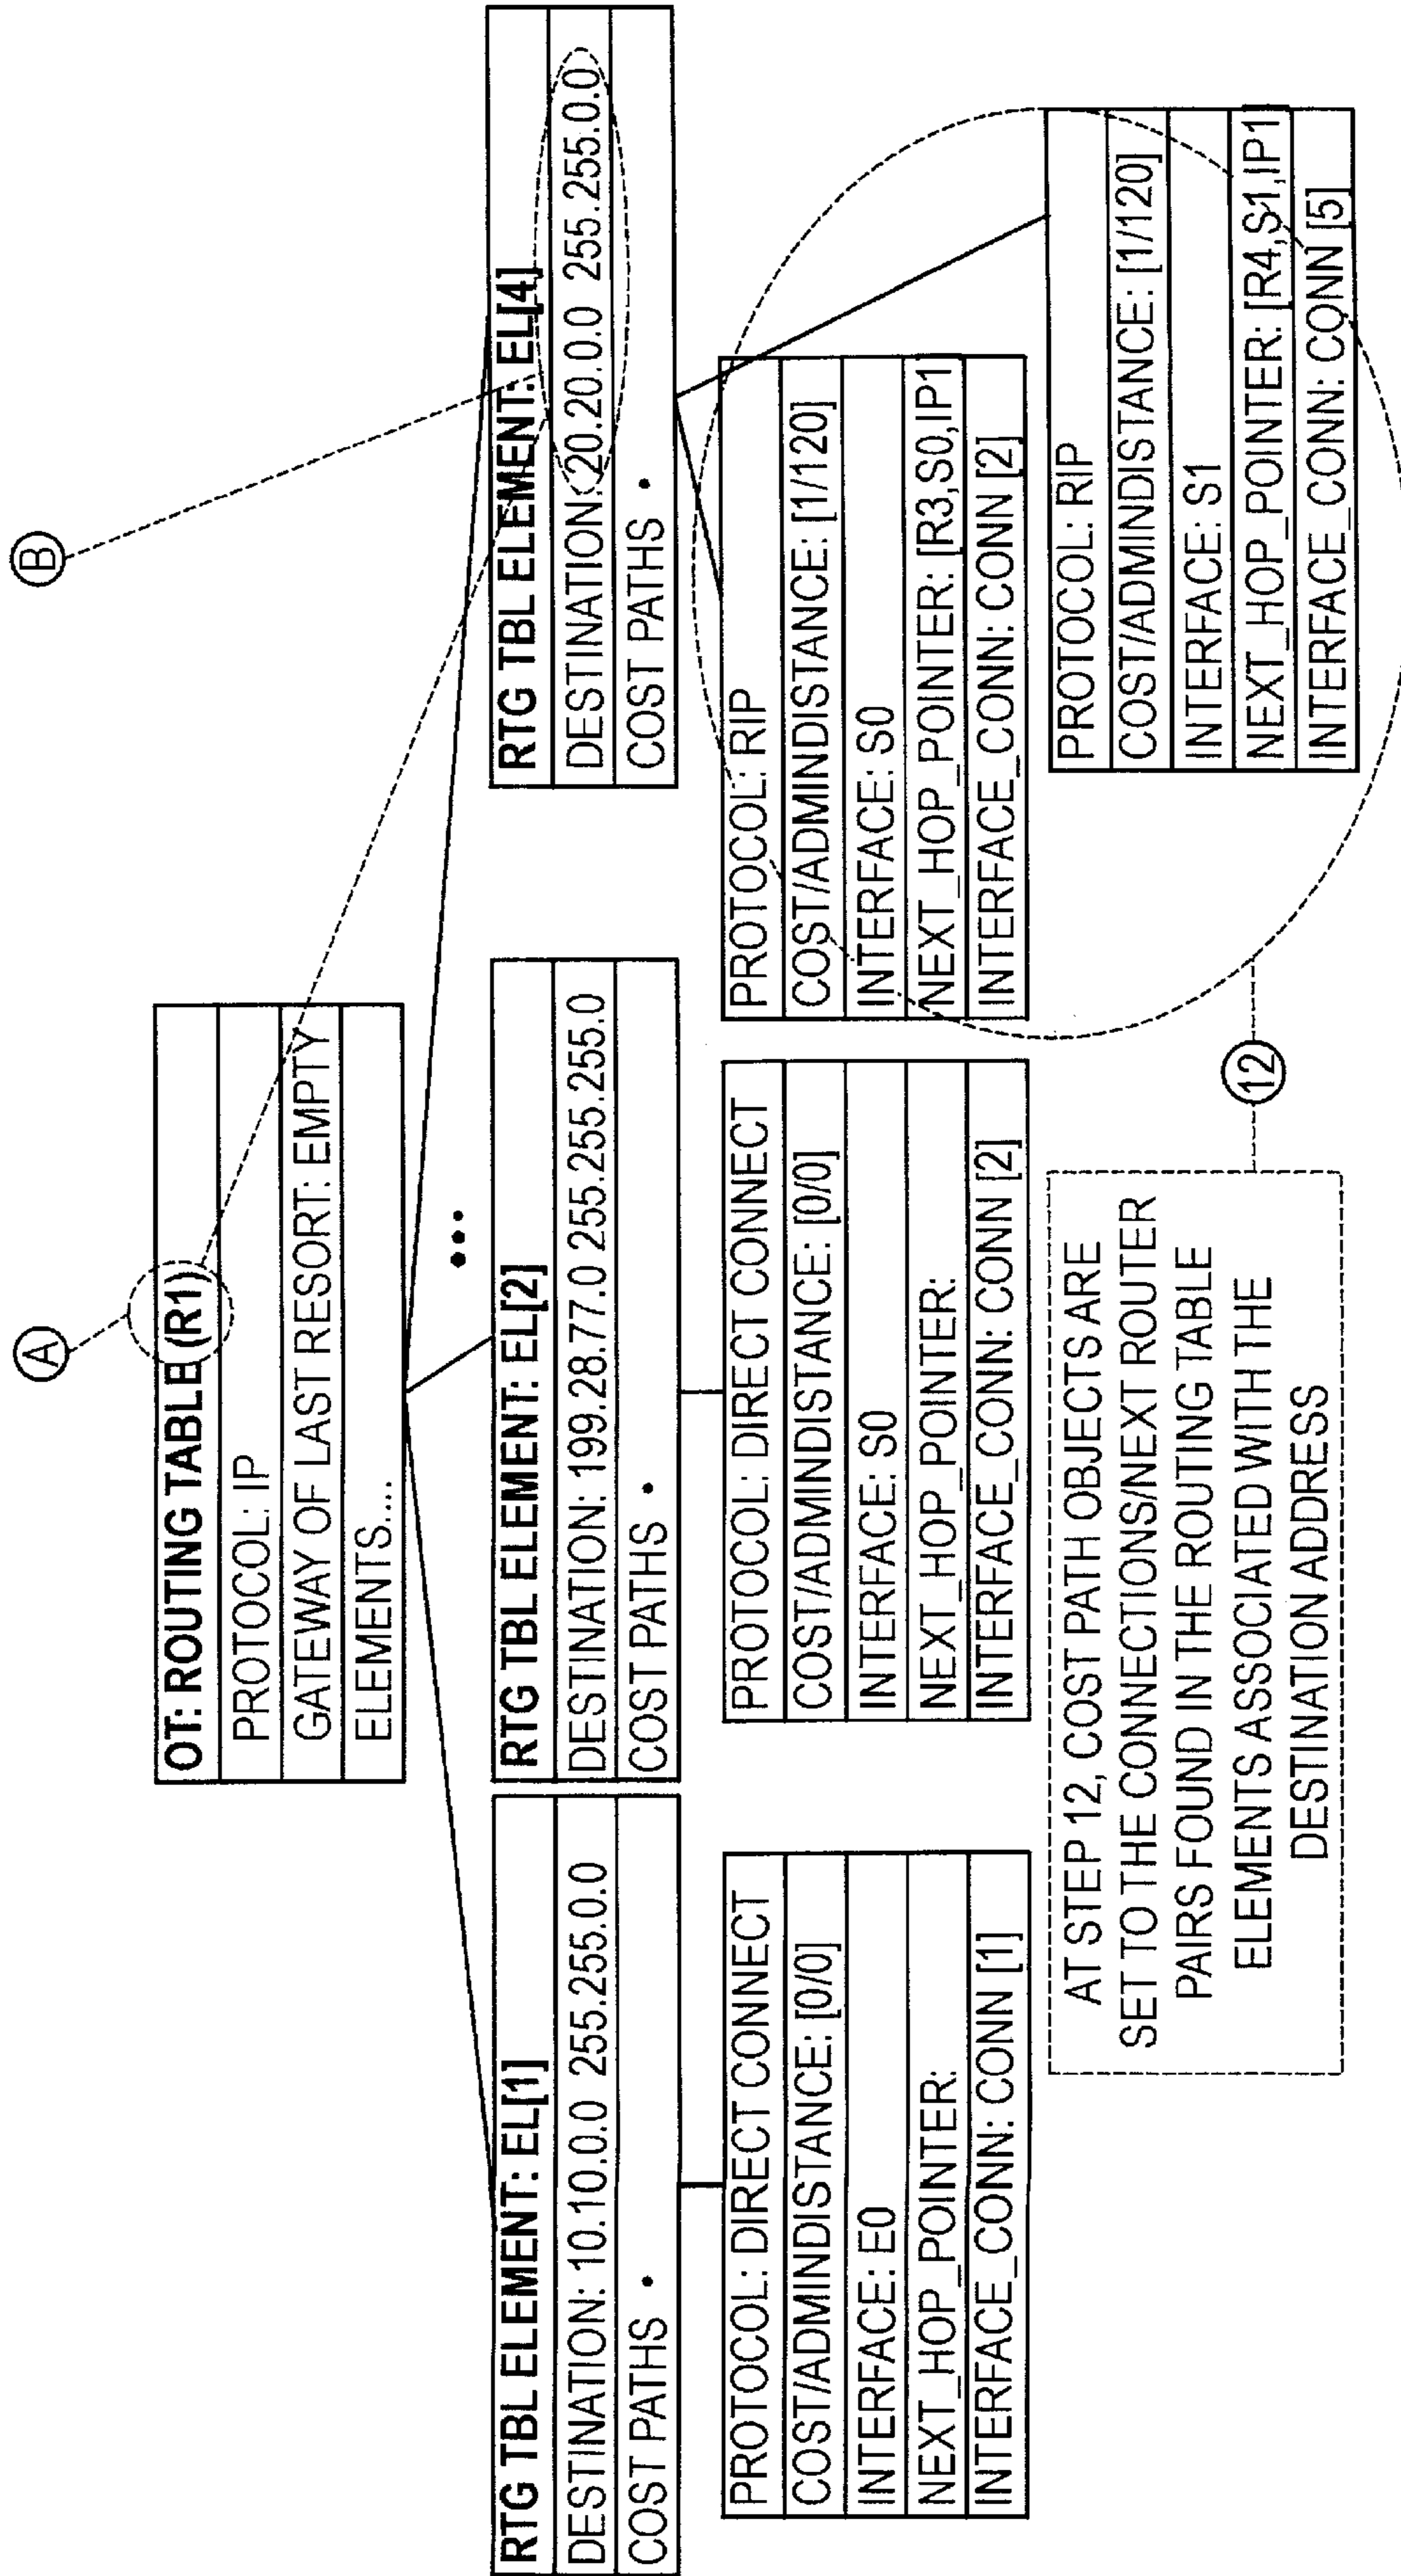 A
B
OT: ROUTING TABLE (R1)
PROTOCOL: IP
GATEWAY OF LAST RESORT: EMPTY
ELEMENTS....
RTG TBL ELEMENT: EL[1]
DESTINATION: 10.10.0.0 255.255.0.0
COST PATHS •
PROTOCOL: DIRECT CONNECT
COST/ADMINDISTANCE: [0/0]
INTERFACE: E0
NEXT_HOP_POINTER:
INTERFACE_CONN: CONN [1]
RTG TBL ELEMENT: EL[2]
DESTINATION: 199.28.77.0 255.255.255.0
COST PATHS •
PROTOCOL: DIRECT CONNECT
COST/ADMINDISTANCE: [0/0]
INTERFACE: S0
NEXT_HOP_POINTER:
INTERFACE_CONN: CONN [2]
•••
RTG TBL ELEMENT: EL[4]
DESTINATION: 20.20.0.0 255.255.0.0
COST PATHS •
PROTOCOL: RIP
COST/ADMINDISTANCE: [1/120]
INTERFACE: S0
NEXT_HOP_POINTER: [R3,S0,IP1
INTERFACE_CONN: CONN [2]
PROTOCOL: RIP
COST/ADMINDISTANCE: [1/120]
INTERFACE: S1
NEXT_HOP_POINTER: [R4,S1,IP1
INTERFACE_CONN: CONN [5]
AT STEP 12, COST PATH OBJECTS ARE
SET TO THE CONNECTIONS/NEXT ROUTER
PAIRS FOUND IN THE ROUTING TABLE
ELEMENTS ASSOCIATED WITH THE
DESTINATION ADDRESS
12